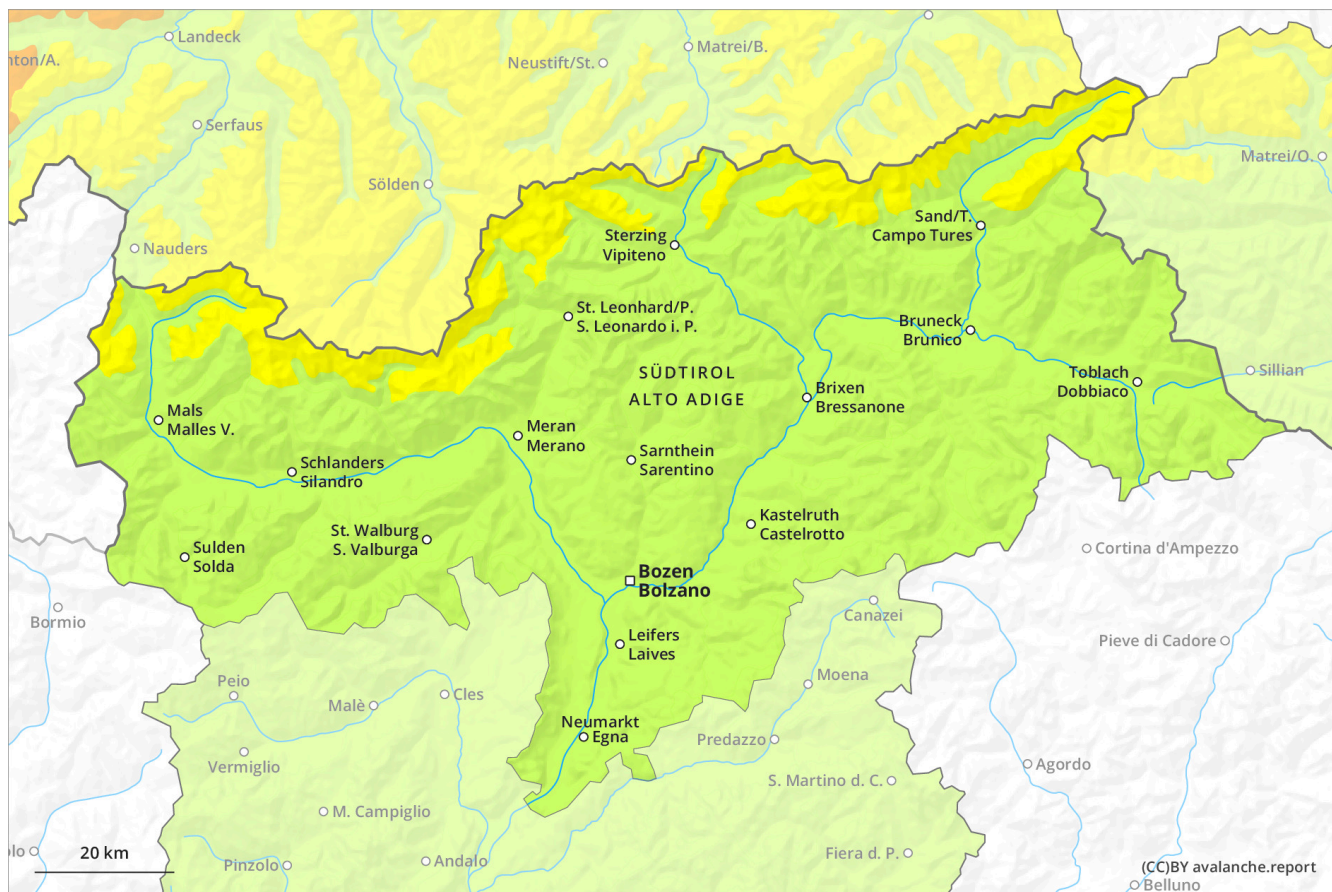 Landeck
nton/A.
Matrei/B.
Neustift/St.
Serfaus
Matrei/O.
Sölden
Sand/T.
Campo Tures
Sterzing
Vipiteno
Nauders
St. Leonhard/P.
S. Leonardo i. P.
Bruneck
Brunico
SÜDTIROL
ALTO ADIGE
Toblach
Dobbiaco
Sillian
Brixen
Bressanone
Mals
Malles V.
Meran
Merano
Sarnthein
Sarentino
Schlanders
Silandro
Kastelruth
Castelrotto
St. Walburg
S. Valburga
Sulden
Solda
Cortina d'Ampezzo
Bozen
Bolzano
Bormio
Canazei
Leifers
Laives
Pieve di Cadore
Moena
Peio
Cles
Malè
Neumarkt
Egna
Predazzo
Vermiglio
Agordo
S. Martino d. C.
M. Campiglio
lo
20 km
Pinzolo
Andalo
Fiera d. P.
(CC)BY avalanche.report
Belluno